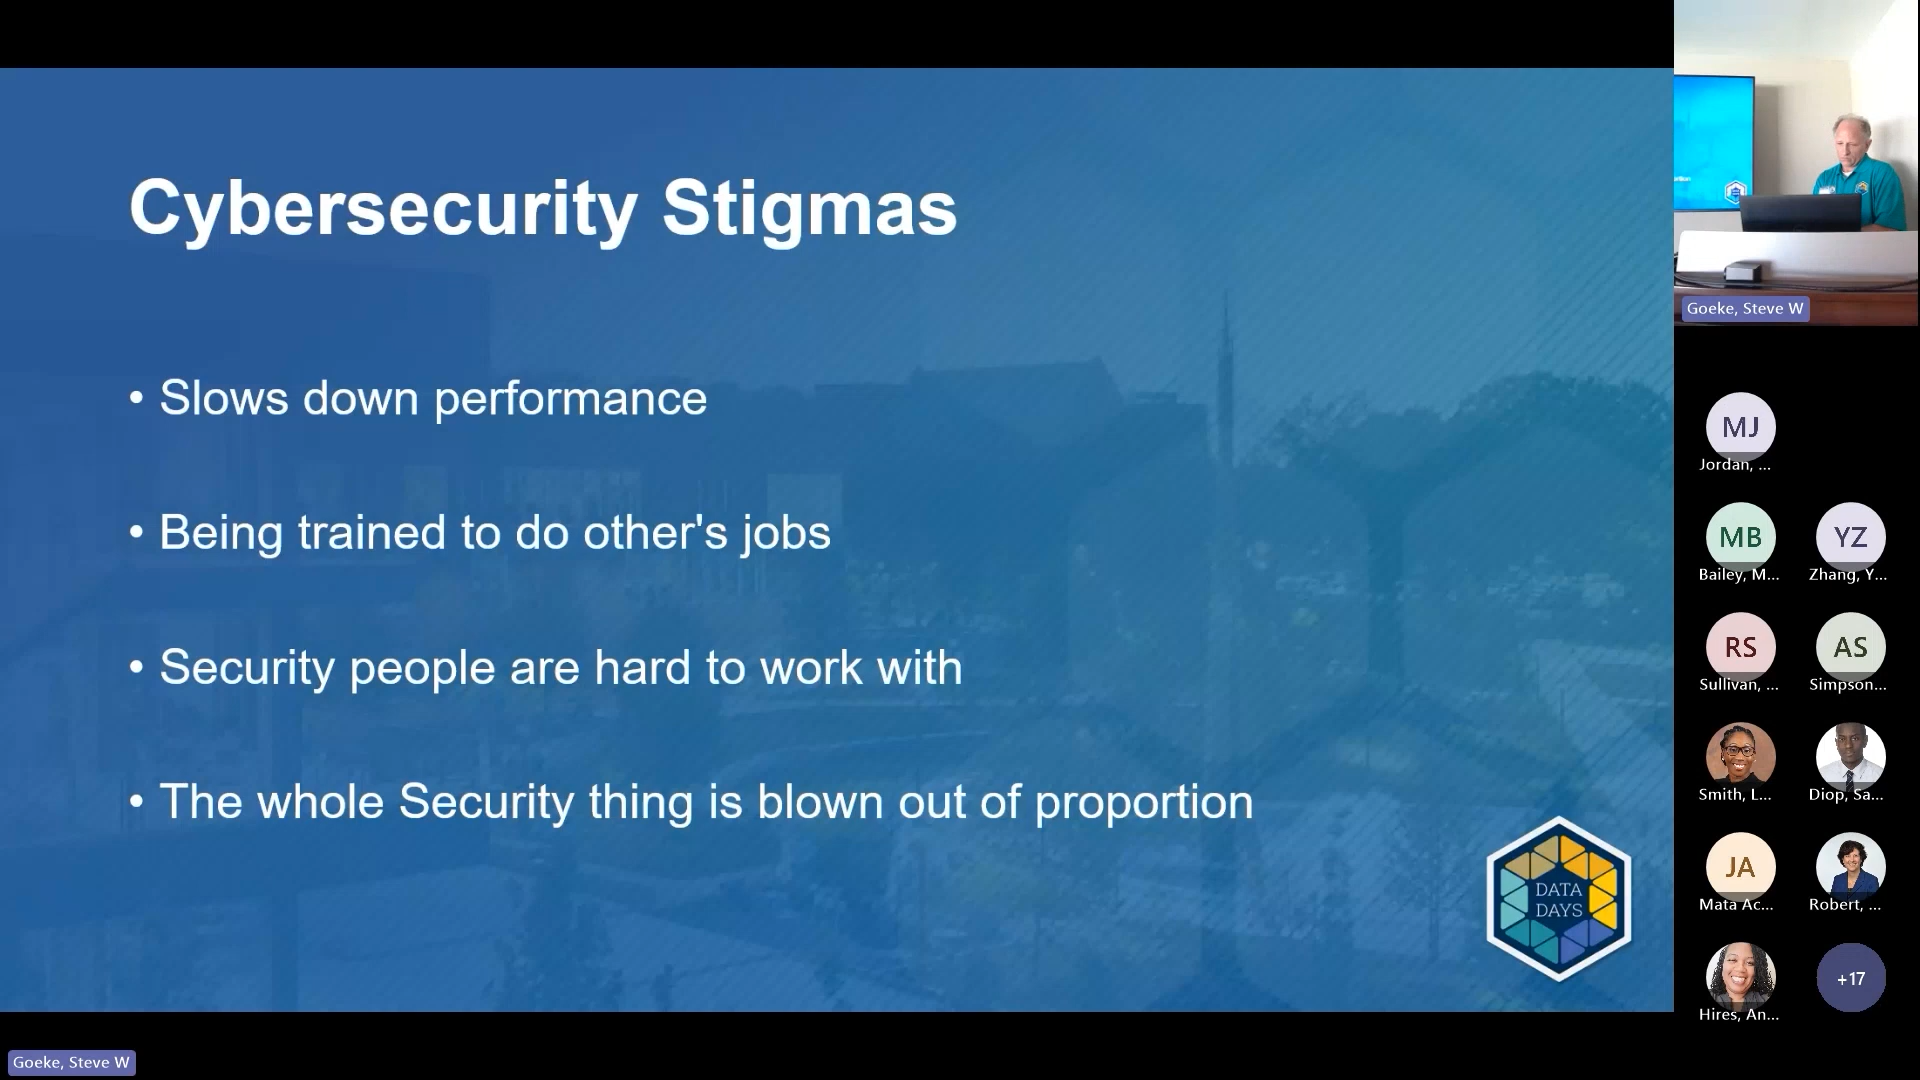 Cybersecurity Stigmas
• Slows down performance
• Being trained to do other's jobs
• Security people are hard to work with
• The whole Security thing is blown out of proportion
DATA
DAYS
Goeke, Steve W
MJ
Jordan, ...
MB
Bailey, M...
YZ
Zhang, Y...
RS
Sullivan, ...
AS
Simpson...
Smith, L...
Diop, Sa...
JA
Mata Ac...
Robert, ...
Hires, An...
+17
Goeke, Steve W